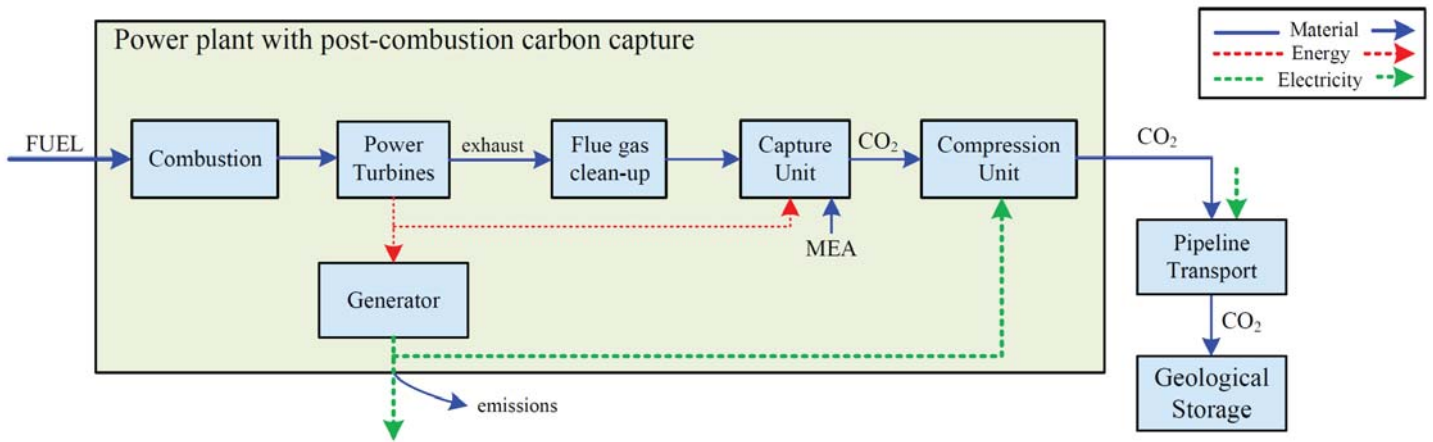 Power plant with post-combustion carbon capture
Material
Energy
Electricity
FUEL
Combustion
Power
Turbines
exhaust
Flue gas
clean-up
Capture
Unit
CO₂
Compression
Unit
CO₂
MEA
Generator
emissions
Pipeline
Transport
CO₂
Geological
Storage